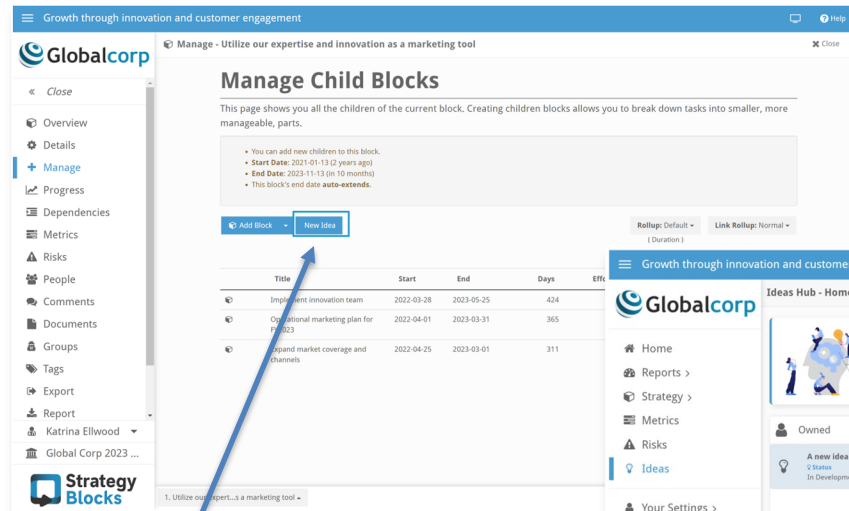 Growth through innovation and customer engagement
Help
Globalcorp
Manage - Utilize our expertise and innovation as a marketing tool
Close
« Close
Overview
Details
Manage
Progress
Dependencies
Metrics
Risks
People
Comments
Documents
Groups
Tags
Export
Report
Katrina Ellwood
Global Corp 2023 ...
Strategy
Blocks
Manage Child Blocks
This page shows you all the children of the current block. Creating children blocks allows you to break down tasks into smaller, more
manageable, parts.
• You can add new children to this block.
• Start Date: 2021-01-13 (2 years ago)
• End Date: 2023-11-13 (in 10 months)
• This block's end date auto-extends.
Add Block
New Idea
Rollup: Default
( Duration )
Link Rollup: Normal
Title Start End Days Effo
Implement innovation team 2022-03-28 2023-05-25 424
Operational marketing plan for 2022-04-01 2023-03-31 365
FY2023
Expand market coverage and 2022-04-25 2023-03-01 311
channels
1. Utilize our expert...s a marketing tool
Growth through innovation and custome
Globalcorp
Ideas Hub - Hom
Home
Reports >
Strategy >
Metrics
Risks
Ideas
Your Settings >
Owned
A new idea
Status
In Developm